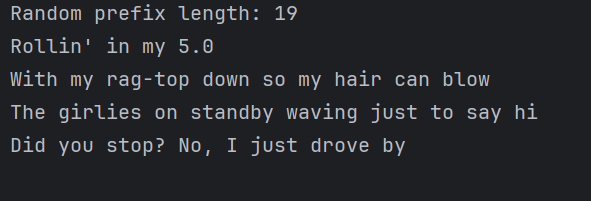 Random prefix length: 19
Rollin' in my 5.0
With my rag-top down so my hair can blow
The girlies on standby waving just to say hi
Did you stop? No, I just drove by